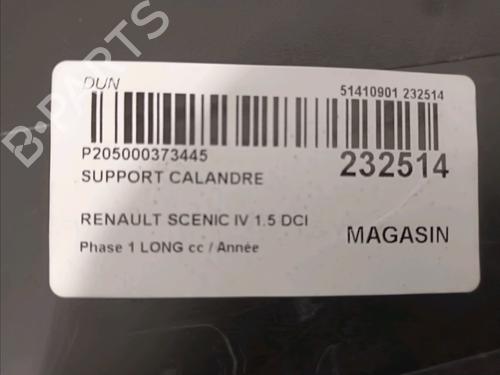 DUN
51410901 232514
P205000373445
232514
SUPPORT CALANDRE
RENAULT SCENIC IV 1.5 DCI
MAGASIN
Phase 1 LONG cc / Année
B-PARTS